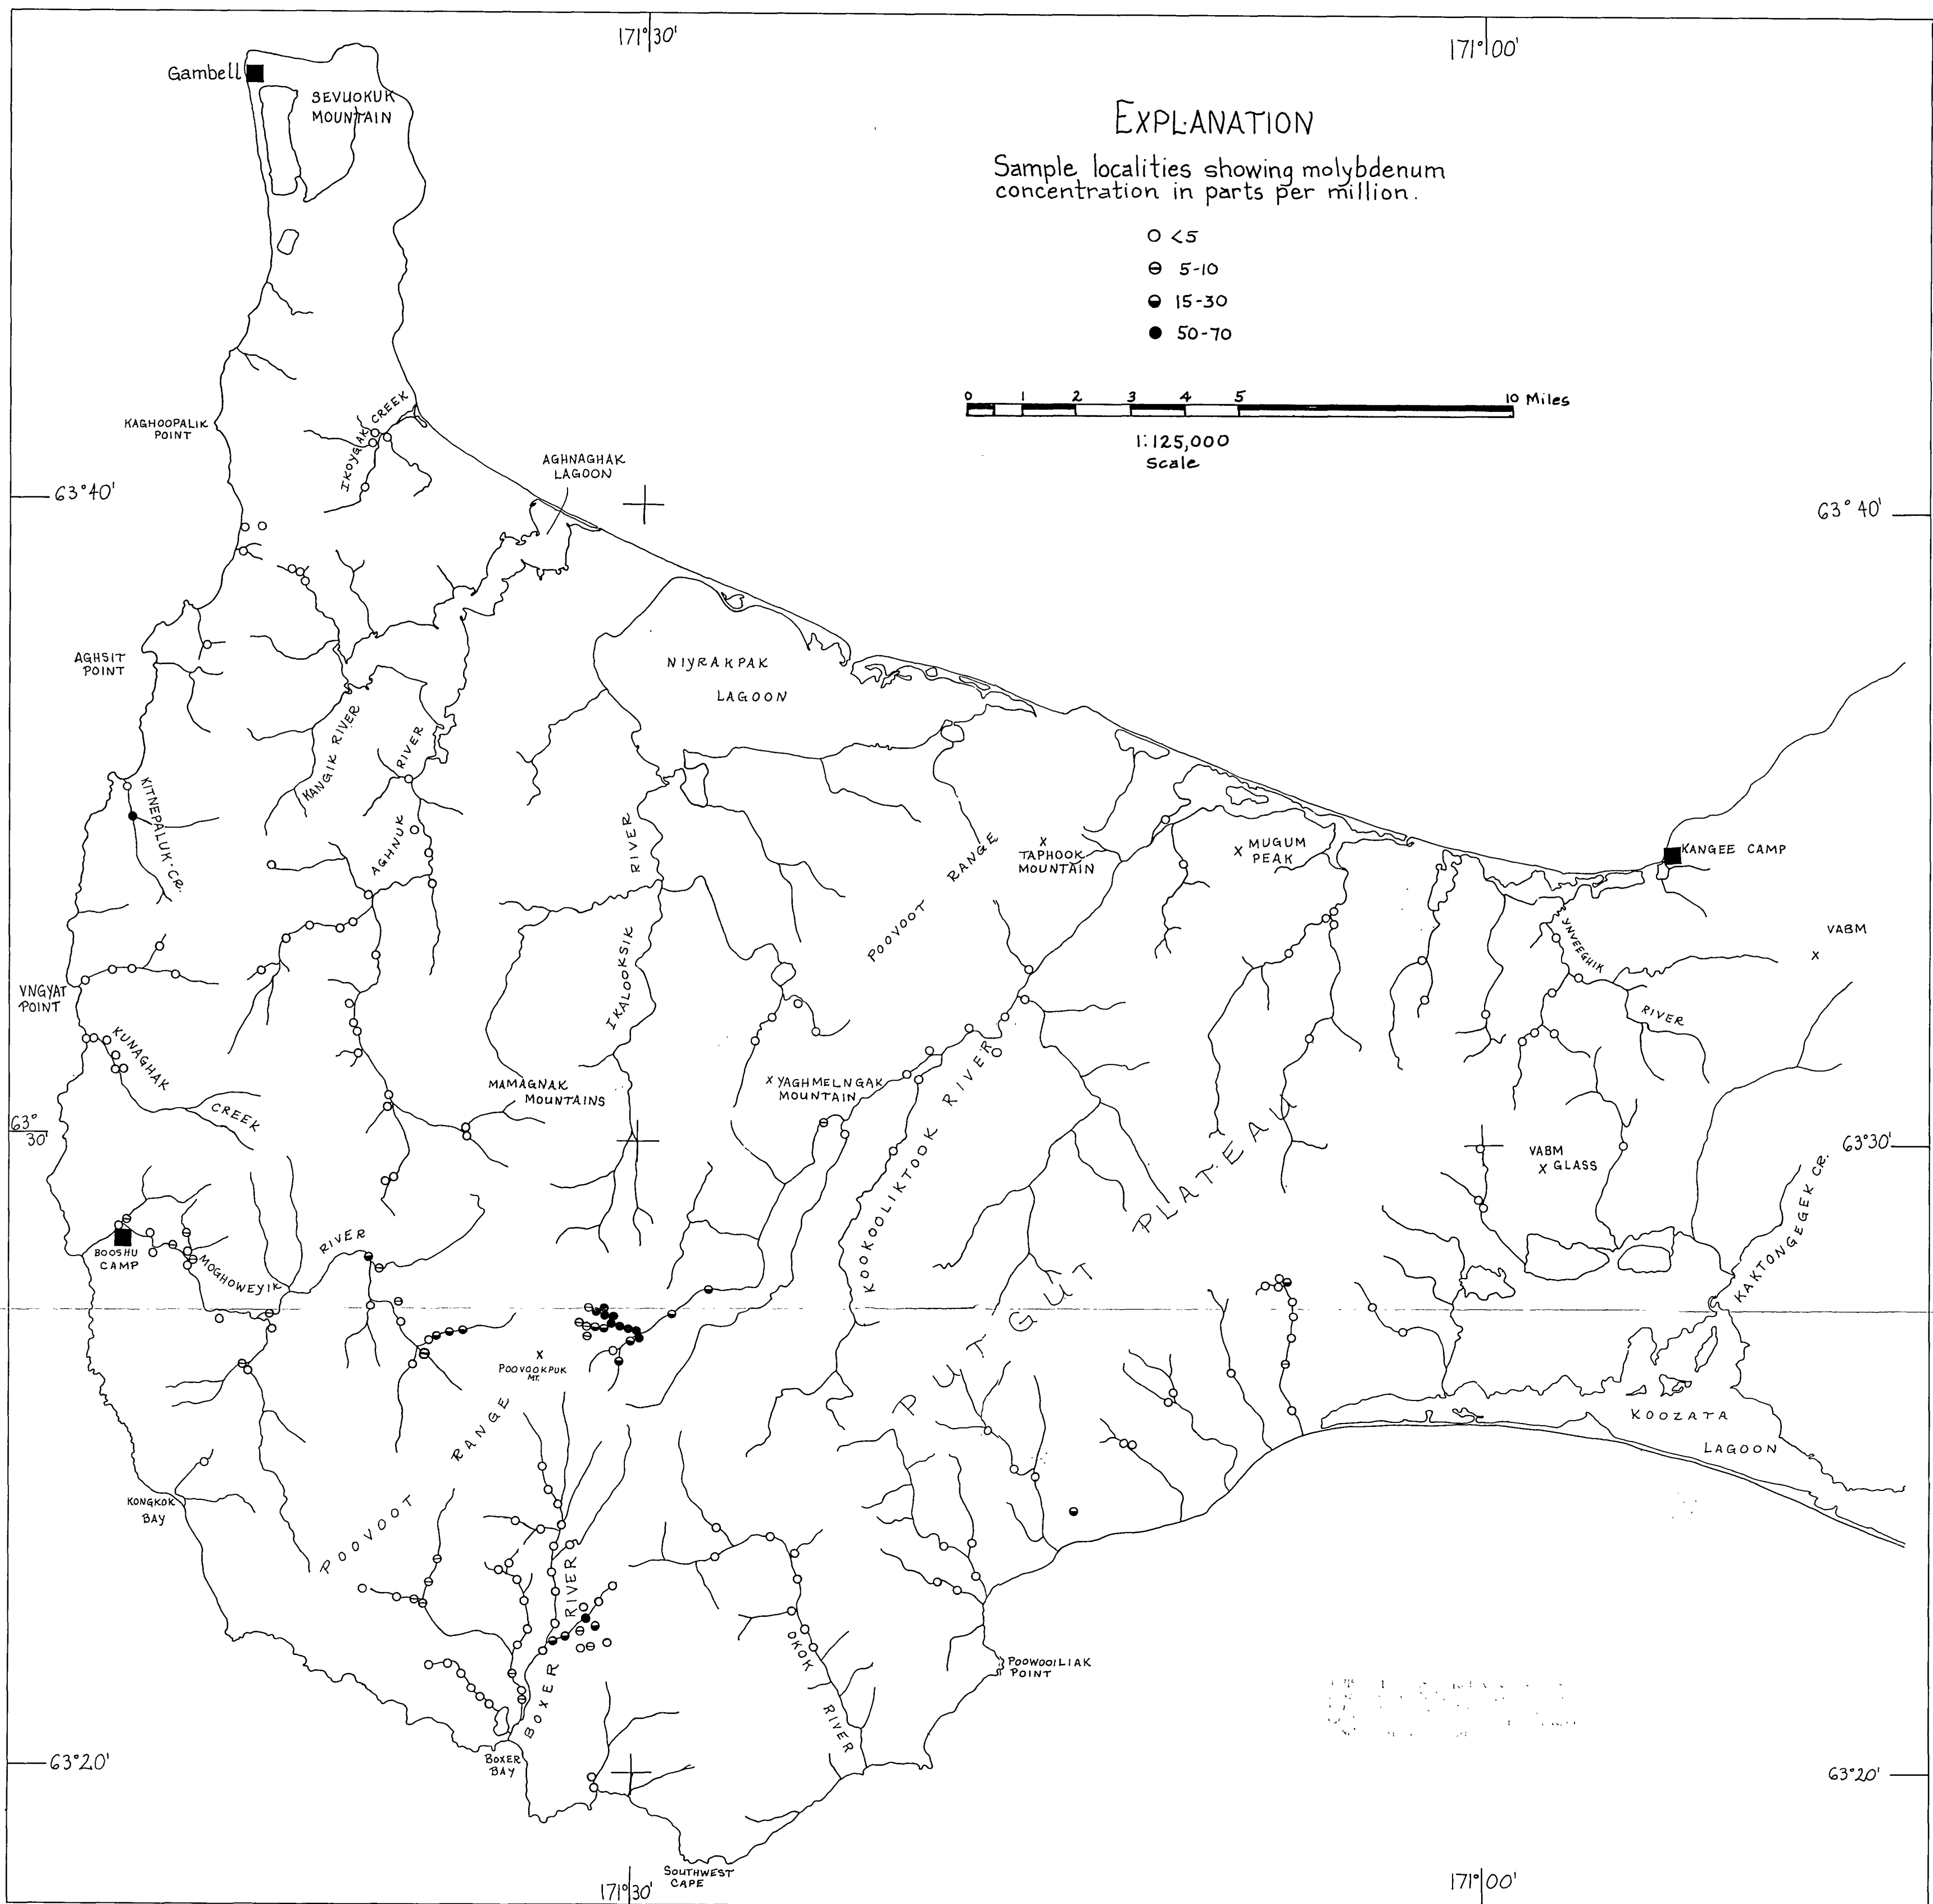 171°30'
171°00'
Gambell
SEVUOKUK
MOUNTAIN
EXPLANATION
Sample localities showing molybdenum
concentration in parts per million.
<5
5-10
15-30
50-70
0 1 2 3 4 5 10 Miles
1:125,000
Scale
KAGHOOPALIK
POINT
IKOYGAK CREEK
AGHNAGHAK
LAGOON
63°40'
63°40'
AGHSIT
POINT
NIYRAKPAK
LAGOON
KANGIK RIVER
KITNEPALUK CR.
AGHNUK RIVER
IKALOOKSIK RIVER
POOVOOT RANGE
X
TAPHOOK
MOUNTAIN
X MUGUM
PEAK
KANGEE CAMP
VABM
X
YNVEEGHIK
RIVER
VNGYAT
POINT
KUNAGHAK
CREEK
MAMAGNAK
MOUNTAINS
X YAGHMELNGAK
MOUNTAIN
63°
30'
63°30'
KOOKOOLIKTOOK RIVER
PUTGUT PLATEAU
VABM
X GLASS
KAKTONGEGEK CR.
BOOSHU
CAMP
MOGHOWEYIK RIVER
X
POOVOOKPUK
MT.
POOVOOT RANGE
KOOZATA
LAGOON
KONGKOK
BAY
BOXER RIVER
OKOK RIVER
POOWOOILIAK
POINT
63°20'
63°20'
BOXER
BAY
SOUTHWEST
CAPE
171°30'
171°00'